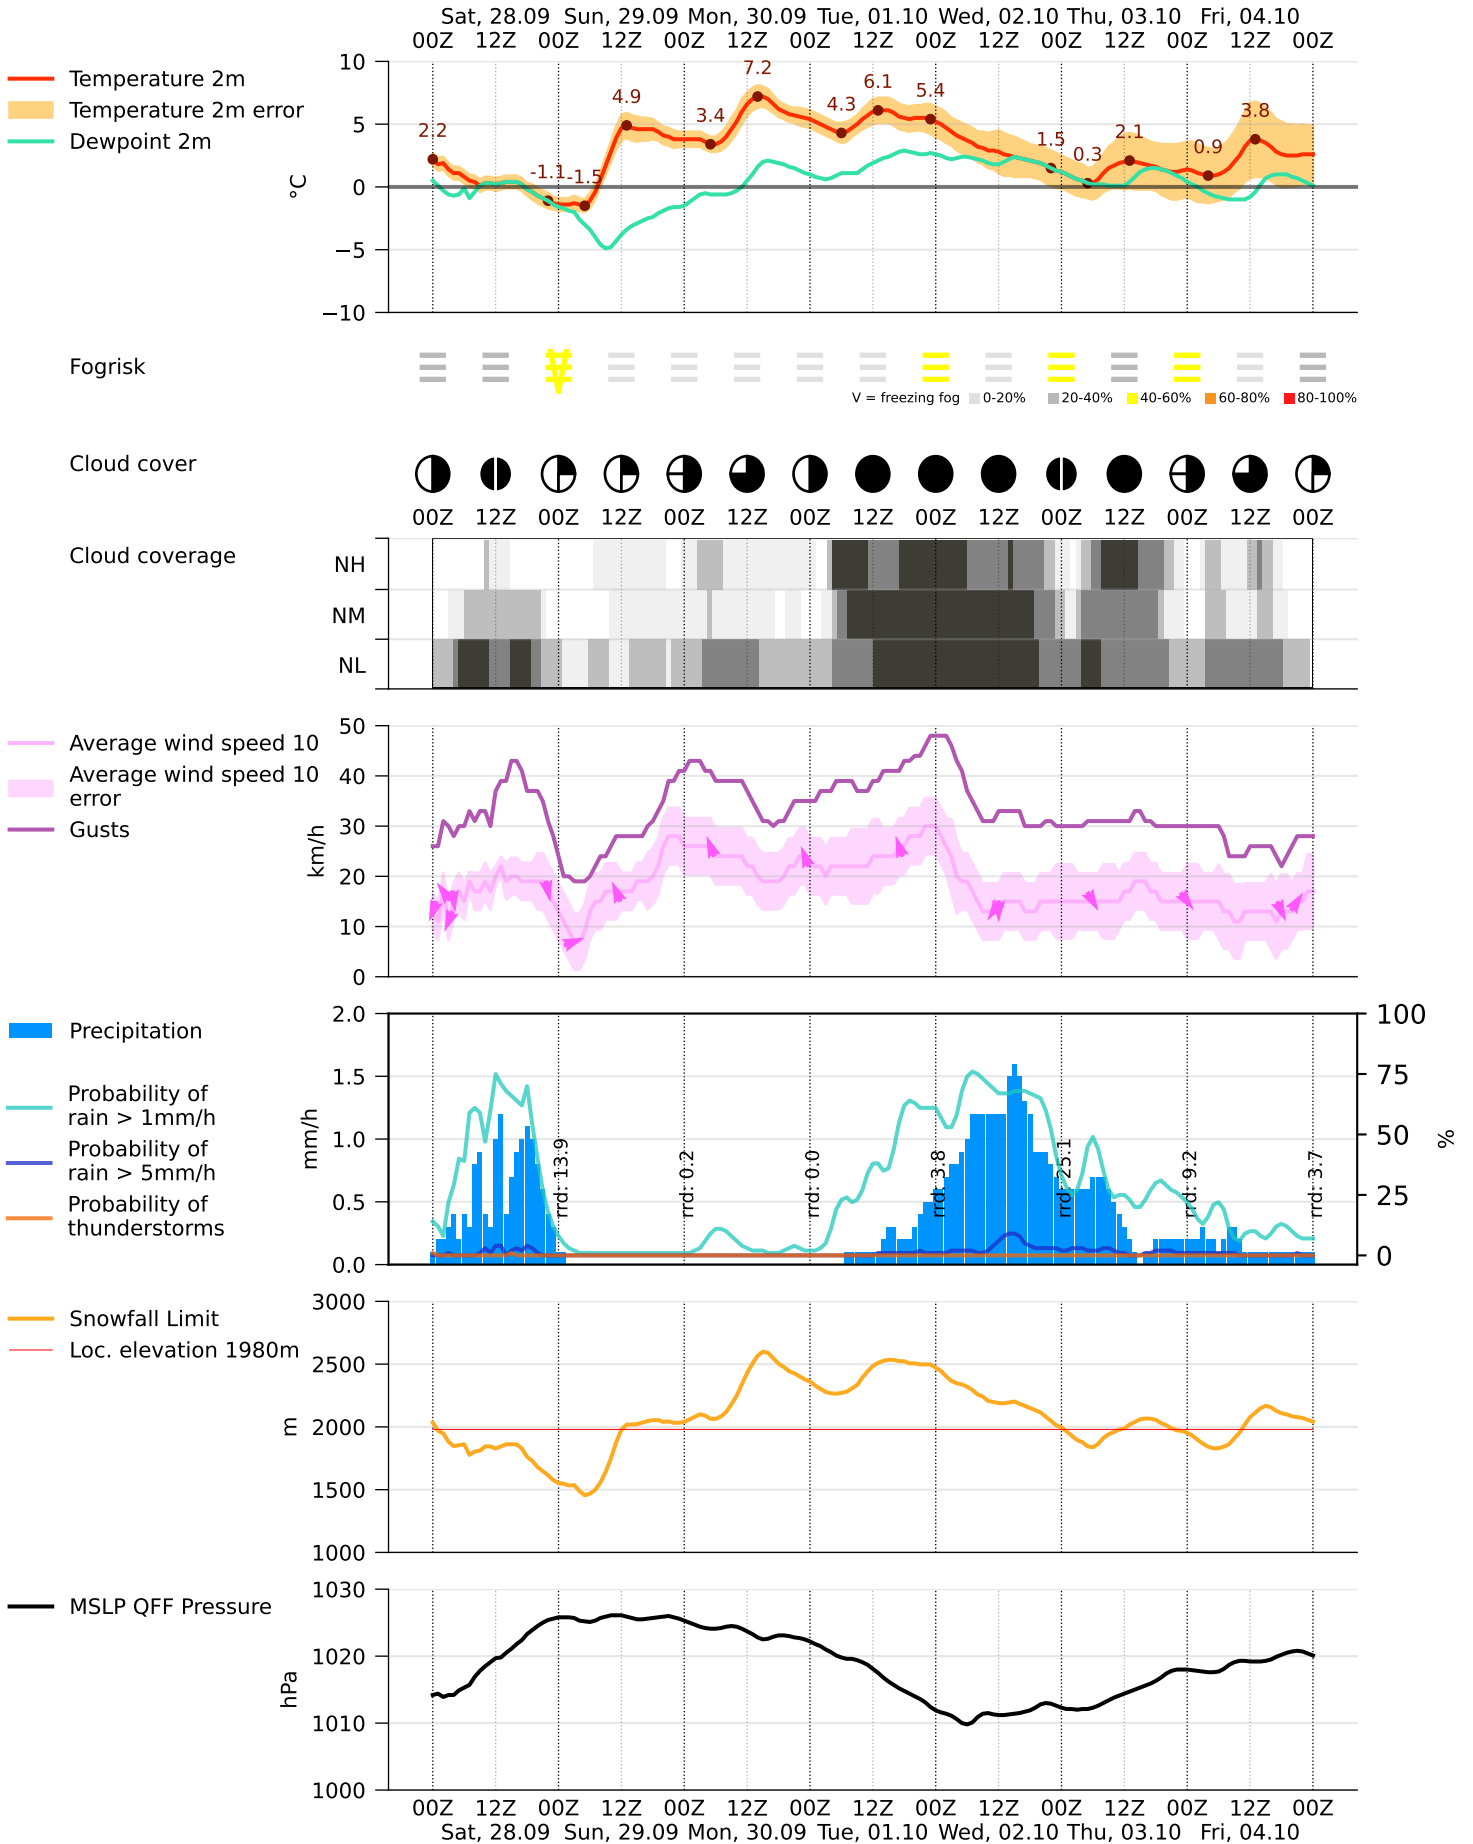 Sat, 28.09 Sun, 29.09 Mon, 30.09 Tue, 01.10 Wed, 02.10 Thu, 03.10 Fri, 04.10
00Z 12Z 00Z 12Z 00Z 12Z 00Z 12Z 00Z 12Z 00Z 12Z 00Z 12Z 00Z
Temperature 2m
Temperature 2m error
Dewpoint 2m
°C
10
5
0
−5
−10
2.2 -1.1 -1.5 4.9 3.4 7.2 4.3 6.1 5.4 1.5 0.3 2.1 0.9 3.8
Fogrisk
V = freezing fog 0-20% 20-40% 40-60% 60-80% 80-100%
Cloud cover
00Z 12Z 00Z 12Z 00Z 12Z 00Z 12Z 00Z 12Z 00Z 12Z 00Z 12Z 00Z
Cloud coverage
NH
NM
NL
Average wind speed 10
Average wind speed 10
error
Gusts
km/h
50
40
30
20
10
0
Precipitation
Probability of
rain > 1mm/h
Probability of
rain > 5mm/h
Probability of
thunderstorms
mm/h
2.0
1.5
1.0
0.5
0.0
rrd: 13.9
rrd: 0.2
rrd: 0.0
rrd: 3.8
rrd: 25.1
rrd: 9.2
rrd: 3.7
100
75
50
25
0
%
Snowfall Limit
Loc. elevation 1980m
m
3000
2500
2000
1500
1000
MSLP QFF Pressure
hPa
1030
1020
1010
1000
00Z 12Z 00Z 12Z 00Z 12Z 00Z 12Z 00Z 12Z 00Z 12Z 00Z 12Z 00Z
Sat, 28.09 Sun, 29.09 Mon, 30.09 Tue, 01.10 Wed, 02.10 Thu, 03.10 Fri, 04.10